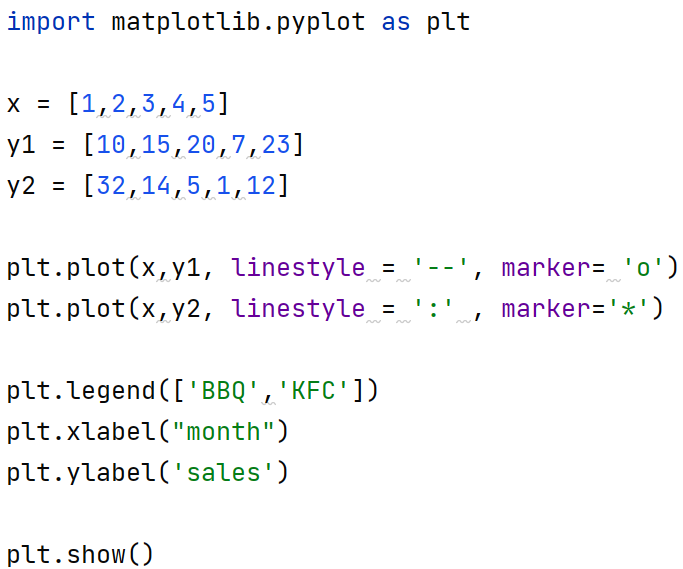 import matplotlib.pyplot as plt
x = [1,2,3,4,5]
y1 = [10,15,20,7,23]
y2 = [32,14,5,1,12]
plt.plot(x,y1, linestyle = '--', marker= 'o')
plt.plot(x,y2, linestyle = ':' , marker='*')
plt.legend(['BBQ','KFC'])
plt.xlabel("month")
plt.ylabel('sales')
plt.show()